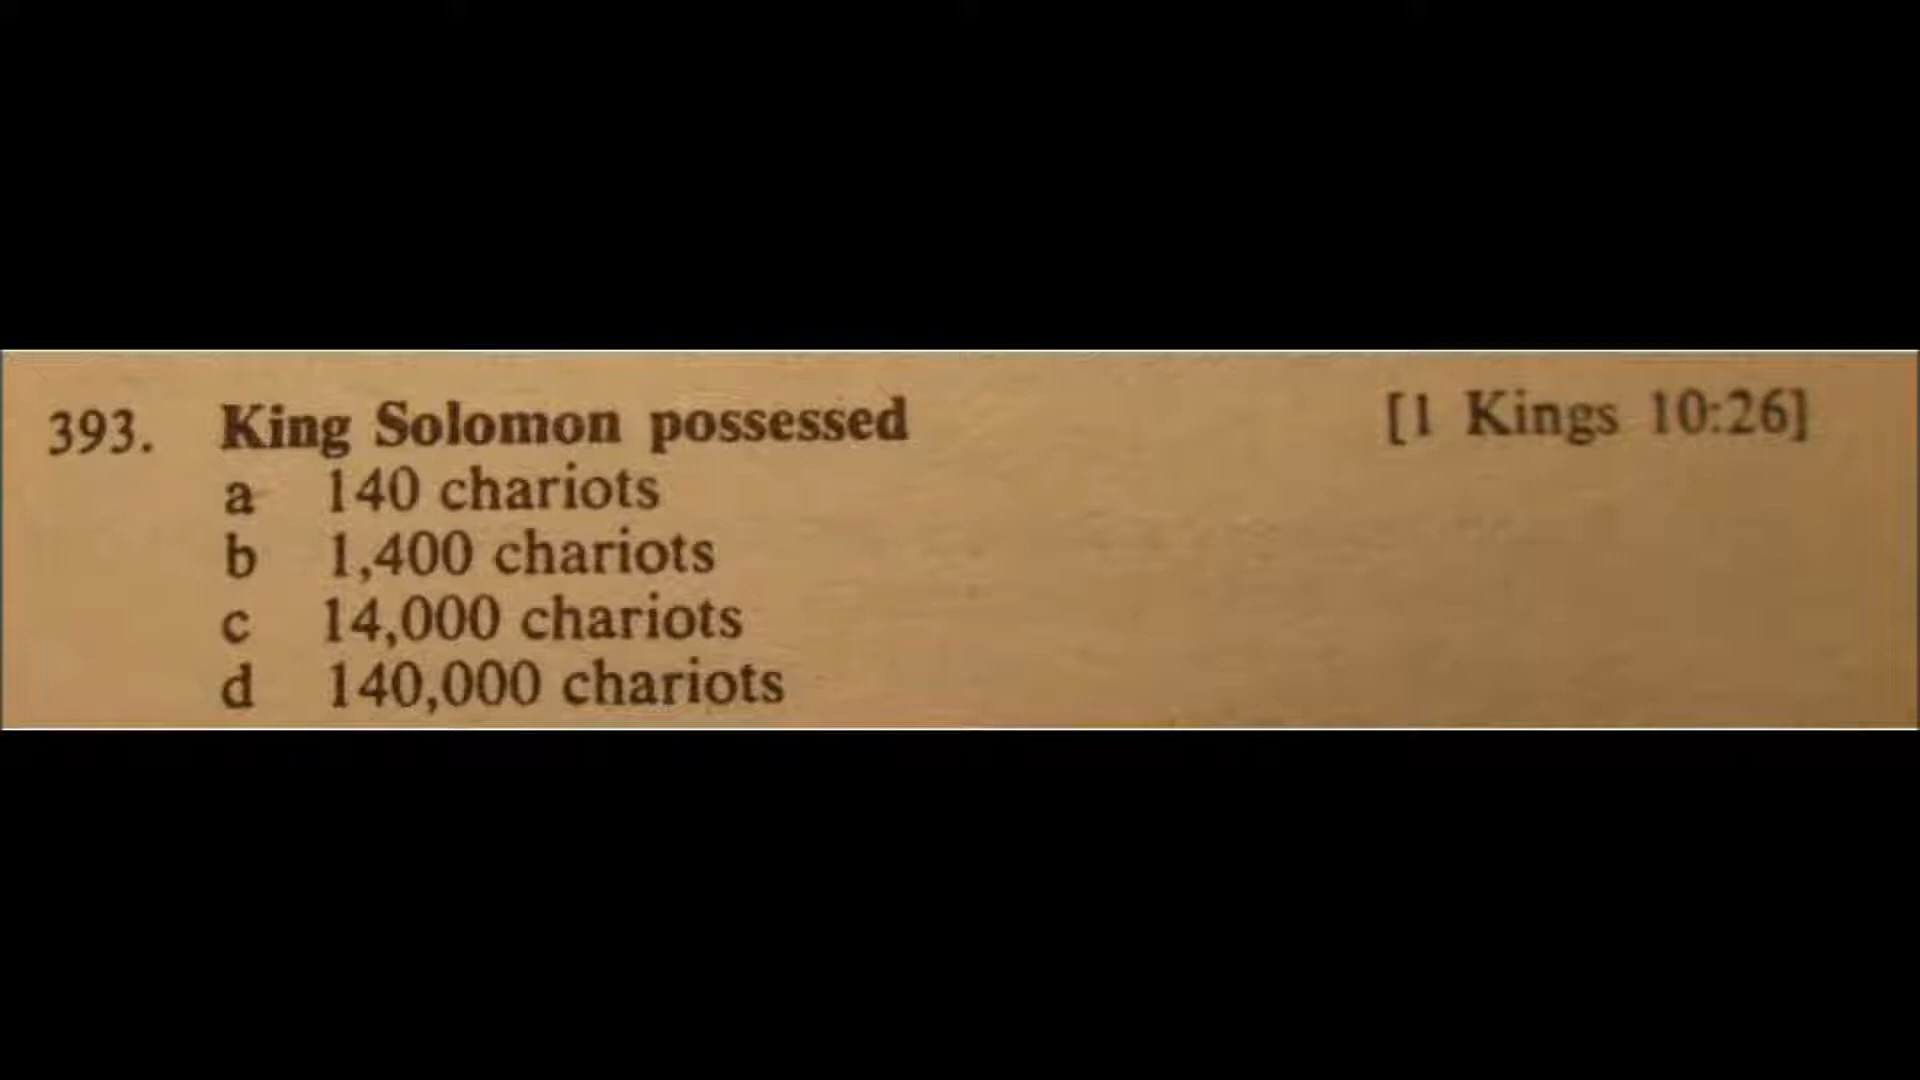 393. King Solomon possessed [1 Kings 10:26]
a 140 chariots
b 1,400 chariots
c 14,000 chariots
d 140,000 chariots